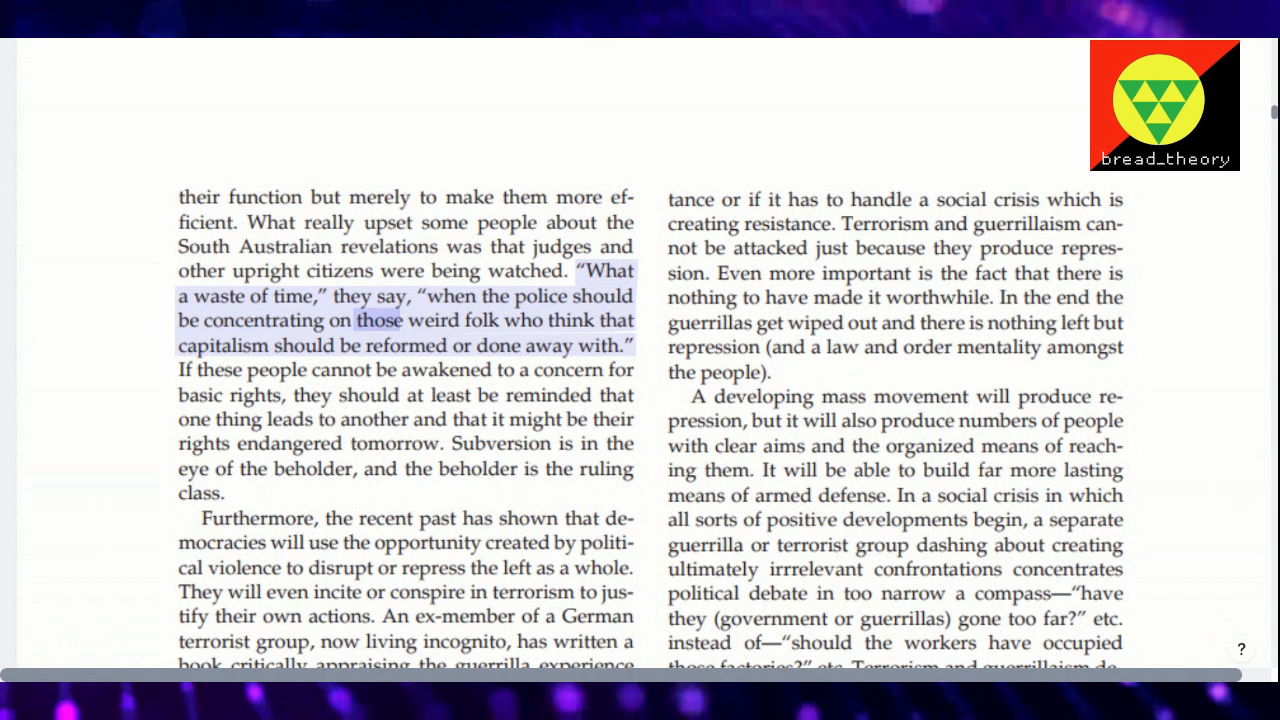 bread_theory
their function but merely to make them more ef-
ficient. What really upset some people about the
South Australian revelations was that judges and
other upright citizens were being watched. “What
a waste of time,” they say, “when the police should
be concentrating on those weird folk who think that
capitalism should be reformed or done away with.”
If these people cannot be awakened to a concern for
basic rights, they should at least be reminded that
one thing leads to another and that it might be their
rights endangered tomorrow. Subversion is in the
eye of the beholder, and the beholder is the ruling
class.
Furthermore, the recent past has shown that de-
mocracies will use the opportunity created by politi-
cal violence to disrupt or repress the left as a whole.
They will even incite or conspire in terrorism to jus-
tify their own actions. An ex-member of a German
terrorist group, now living incognito, has written a
book critically appraising the guerrilla experience
tance or if it has to handle a social crisis which is
creating resistance. Terrorism and guerrillaism can-
not be attacked just because they produce repres-
sion. Even more important is the fact that there is
nothing to have made it worthwhile. In the end the
guerrillas get wiped out and there is nothing left but
repression (and a law and order mentality amongst
the people).
A developing mass movement will produce re-
pression, but it will also produce numbers of people
with clear aims and the organized means of reach-
ing them. It will be able to build far more lasting
means of armed defense. In a social crisis in which
all sorts of positive developments begin, a separate
guerrilla or terrorist group dashing about creating
ultimately irrrelevant confrontations concentrates
political debate in too narrow a compass—“have
they (government or guerrillas) gone too far?” etc.
instead of—“should the workers have occupied
those factories?” etc. Terrorism and guerrillaism de-
?